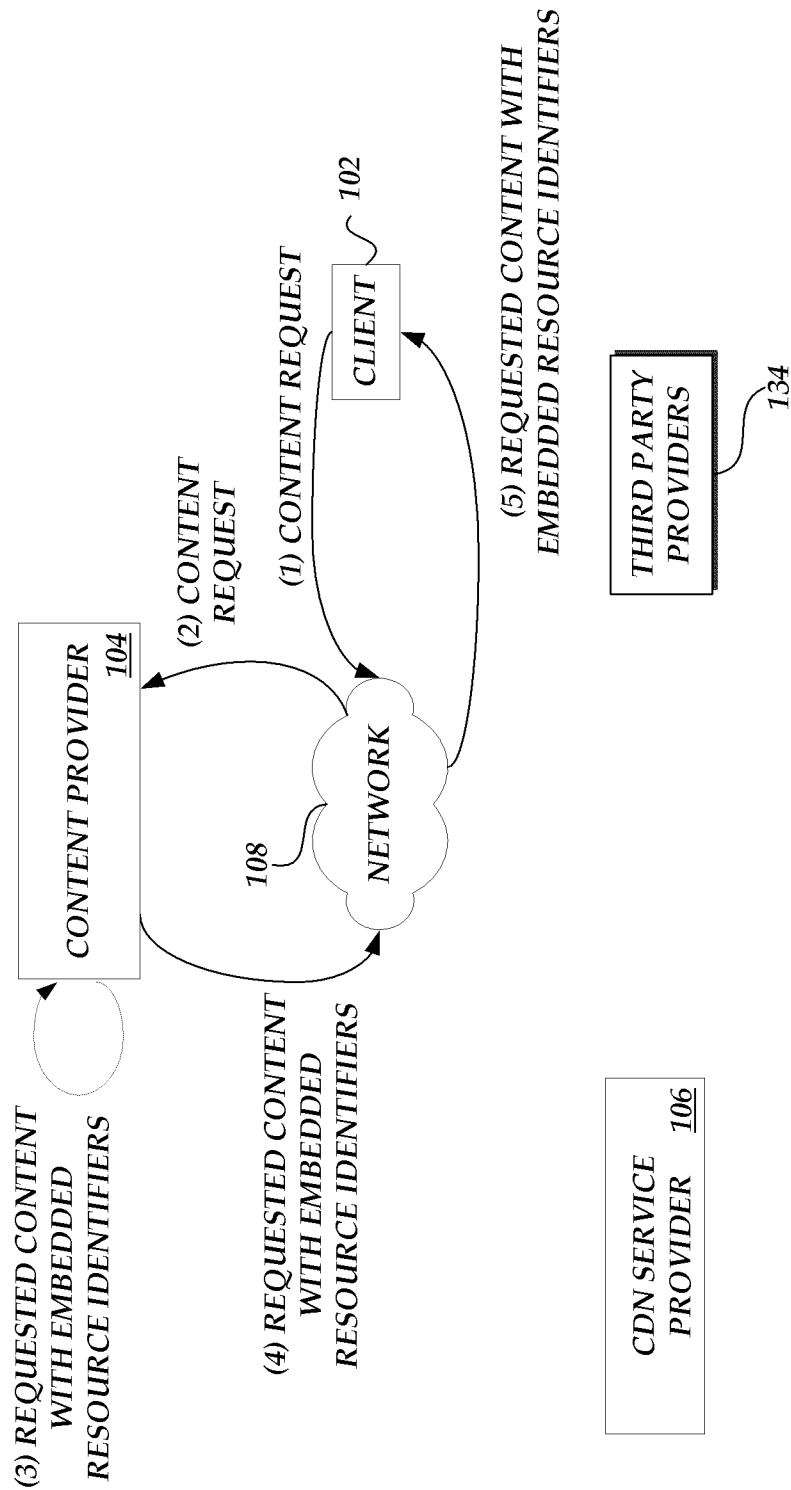 (3) REQUESTED CONTENT
WITH EMBEDDED
RESOURCE IDENTIFIERS
CONTENT PROVIDER
104
(2) CONTENT
REQUEST
(4) REQUESTED CONTENT
WITH EMBEDDED
RESOURCE IDENTIFIERS
108
NETWORK
(1) CONTENT REQUEST
CLIENT
102
(5) REQUESTED CONTENT WITH
EMBEDDED RESOURCE IDENTIFIERS
CDN SERVICE
PROVIDER
106
THIRD PARTY
PROVIDERS
134